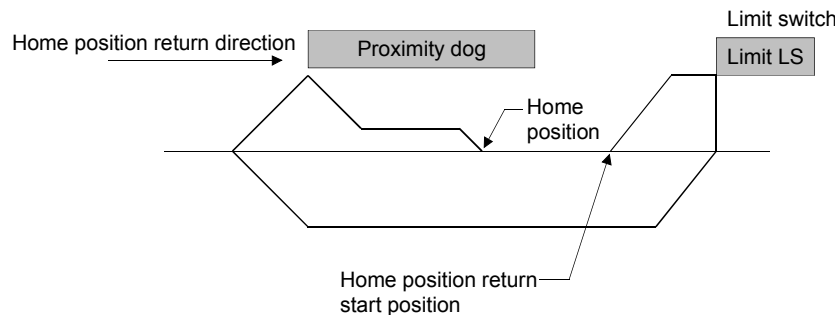 Limit switch
Home position return direction
Proximity dog
Limit LS
Home
position
Home position return
start position